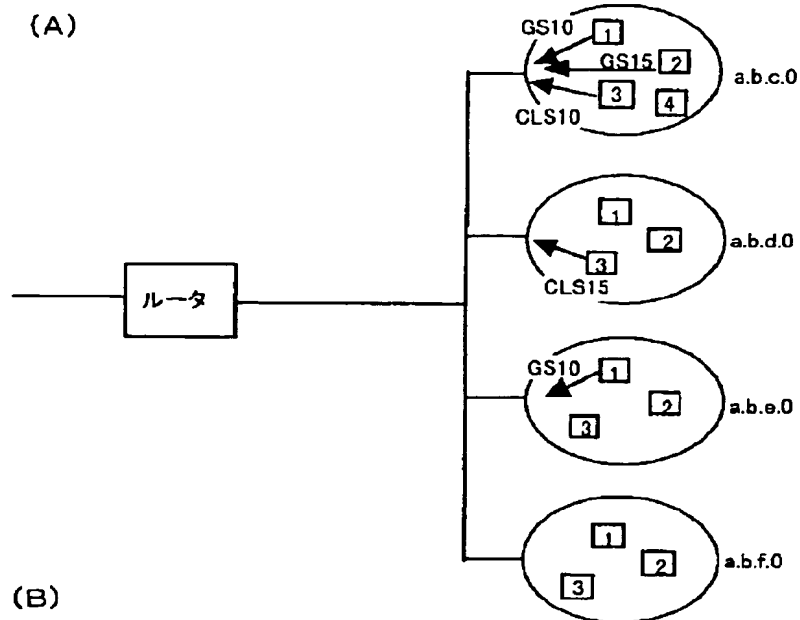 (A)
GS10
1
GS15
2
3
4
CLS10
a.b.c.0
1
2
3
CLS15
a.b.d.0
ルータ
GS10
1
2
3
a.b.e.0
1
2
3
a.b.f.0
(B)